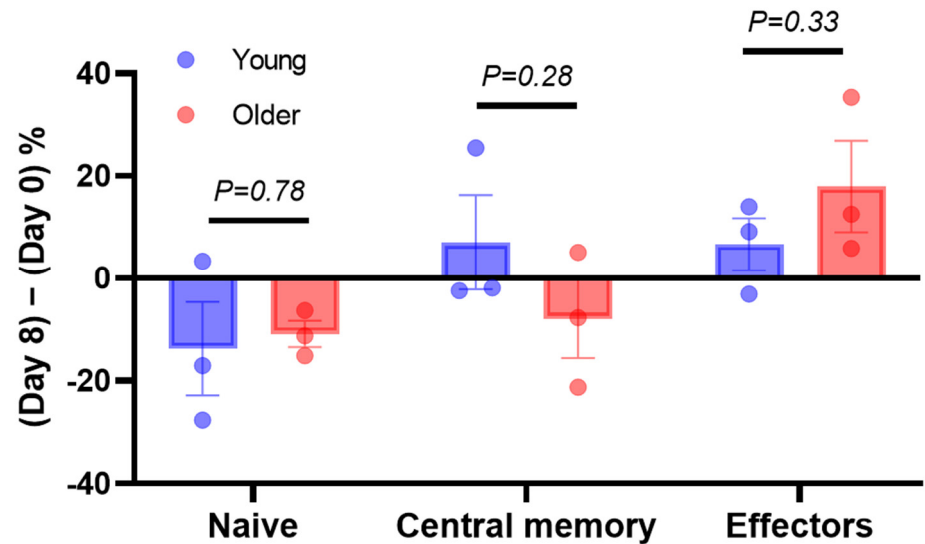 P=0.33
Young
P=0.28
Older
P=0.78
(Day 8) – (Day 0) %
40
20
0
-20
-40
Naive
Central memory
Effectors